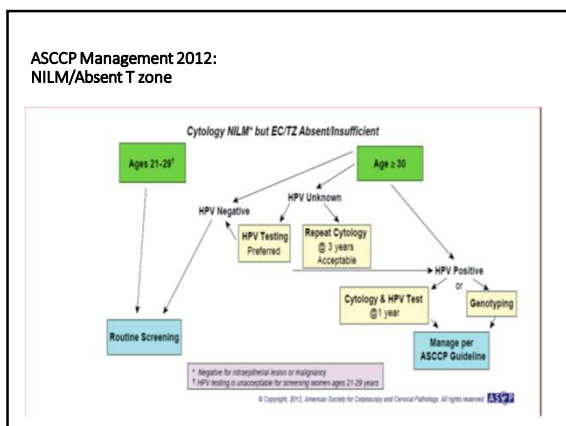 ASCCP Management 2012:
NILM/Absent T zone
Cytology NILM* but EC/TZ Absent/Insufficient
Ages 21-29†
Age ≥ 30
HPV Negative
HPV Unknown
HPV Testing
Preferred
Repeat Cytology
@ 3 years
Acceptable
HPV Positive
or
Cytology & HPV Test
@1 year
Genotyping
Routine Screening
Manage per
ASCCP Guideline
* Negative for intraepithelial lesion or malignancy
† HPV testing is unacceptable for screening women ages 21-29 years
© Copyright, 2013, American Society for Colposcopy and Cervical Pathology. All rights reserved.
ASCCP